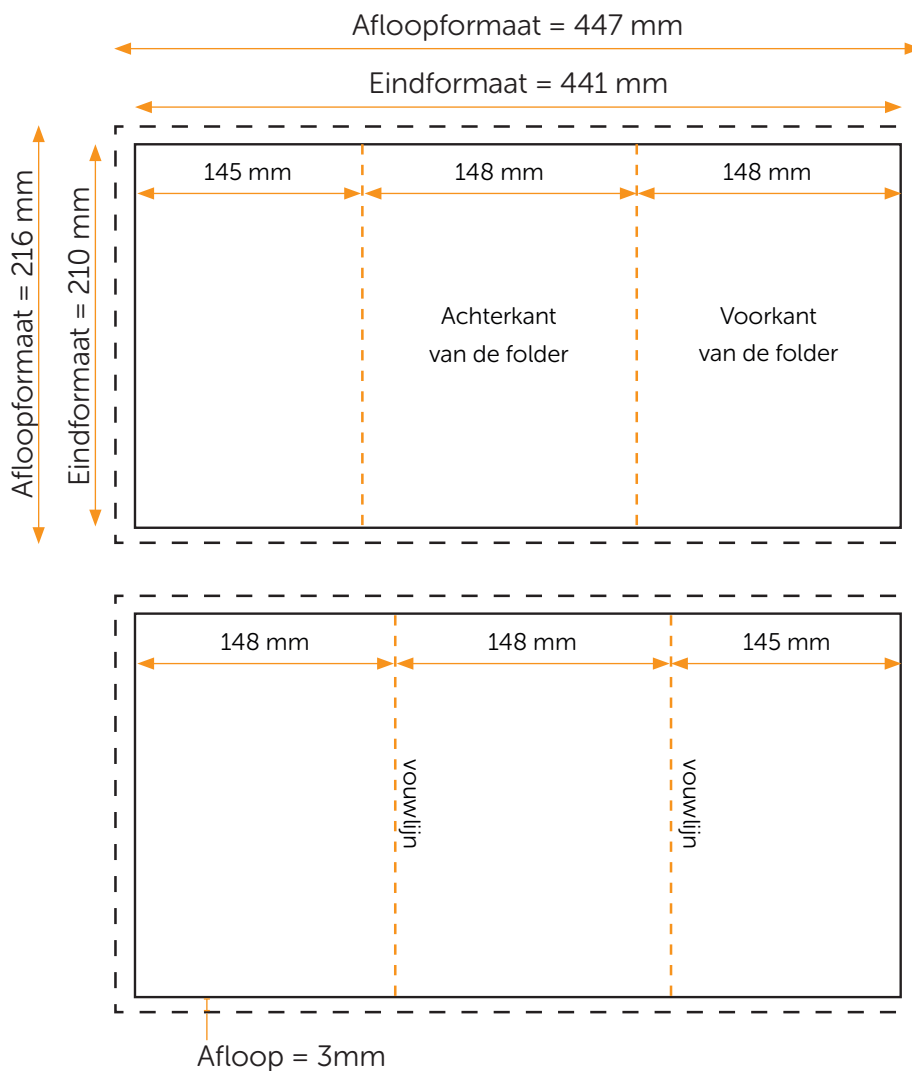 Afloopformaat = 447 mm
Eindformaat = 441 mm
Afloopformaat = 216 mm
Eindformaat = 210 mm
145 mm
148 mm
148 mm
Achterkant
van de folder
Voorkant
van de folder
148 mm
148 mm
145 mm
vouwlijn
vouwlijn
Afloop = 3mm